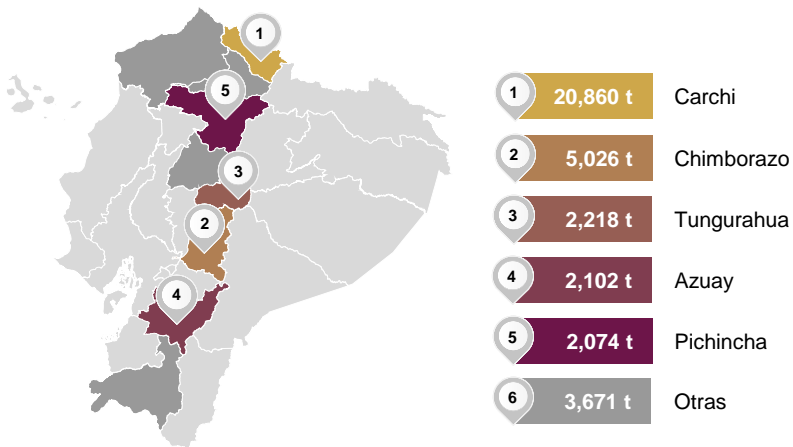 1
5
3
2
4
1 20,860 t Carchi
2 5,026 t Chimborazo
3 2,218 t Tungurahua
4 2,102 t Azuay
5 2,074 t Pichincha
6 3,671 t Otras